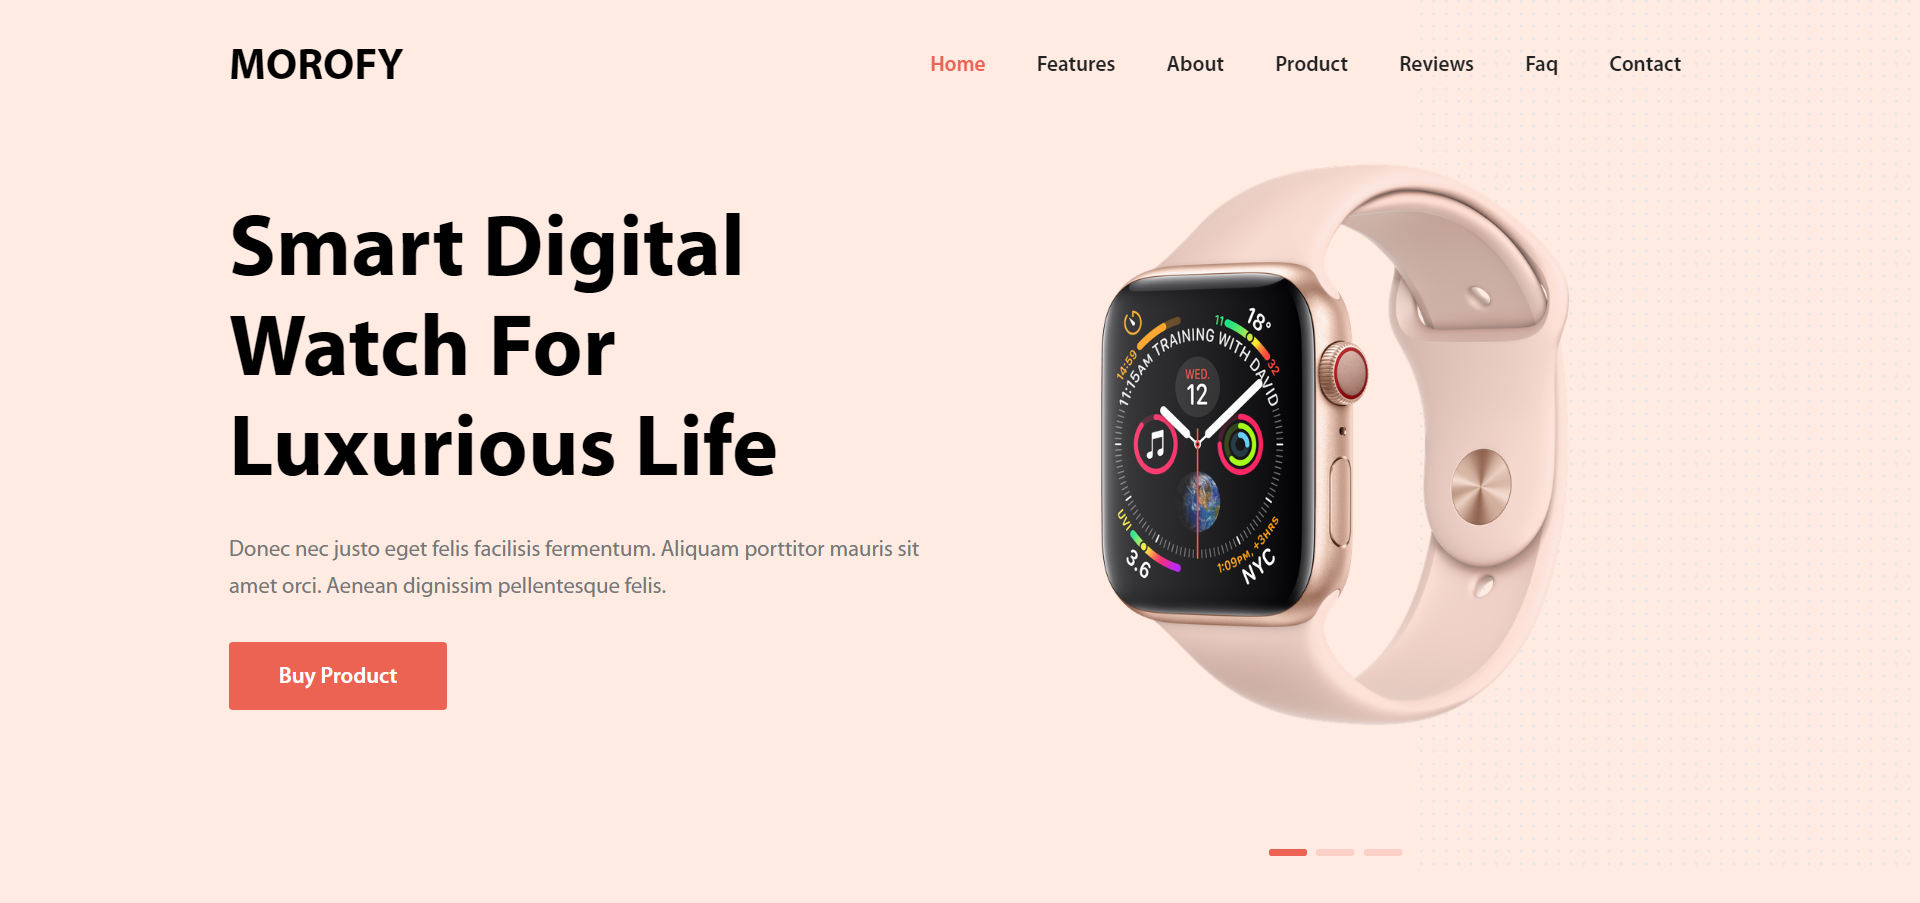 MOROFY
Home Features About Product Reviews Faq Contact
Smart Digital
Watch For
Luxurious Life
Donec nec justo eget felis facilisis fermentum. Aliquam porttitor mauris sit
amet orci. Aenean dignissim pellentesque felis.
Buy Product
14:59
11 18° 32
11:15AM TRAINING WITH DAVID
WED.
12
UVI
3.6
1:09PM, +3HRS
NYC